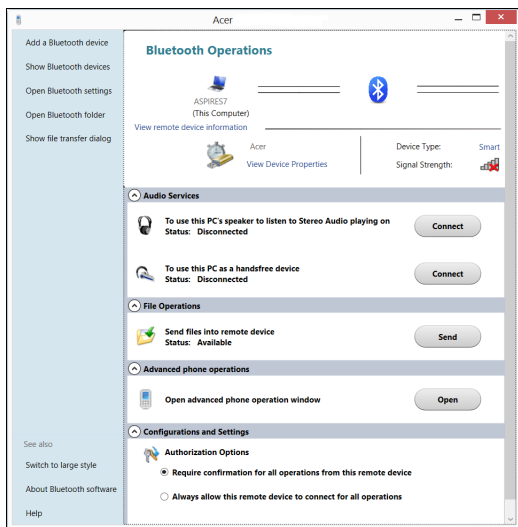 Acer
Add a Bluetooth device
Show Bluetooth devices
Open Bluetooth settings
Open Bluetooth folder
Show file transfer dialog
See also
Switch to large style
About Bluetooth software
Help
Bluetooth Operations
ASPIRES7
(This Computer)
View remote device information
Acer
View Device Properties
Device Type: Smart
Signal Strength:
Audio Services
To use this PC's speaker to listen to Stereo Audio playing on
Status: Disconnected
Connect
To use this PC as a handsfree device
Status: Disconnected
Connect
File Operations
Send files into remote device
Status: Available
Send
Advanced phone operations
Open advanced phone operation window
Open
Configurations and Settings
Authorization Options
Require confirmation for all operations from this remote device
Always allow this remote device to connect for all operations